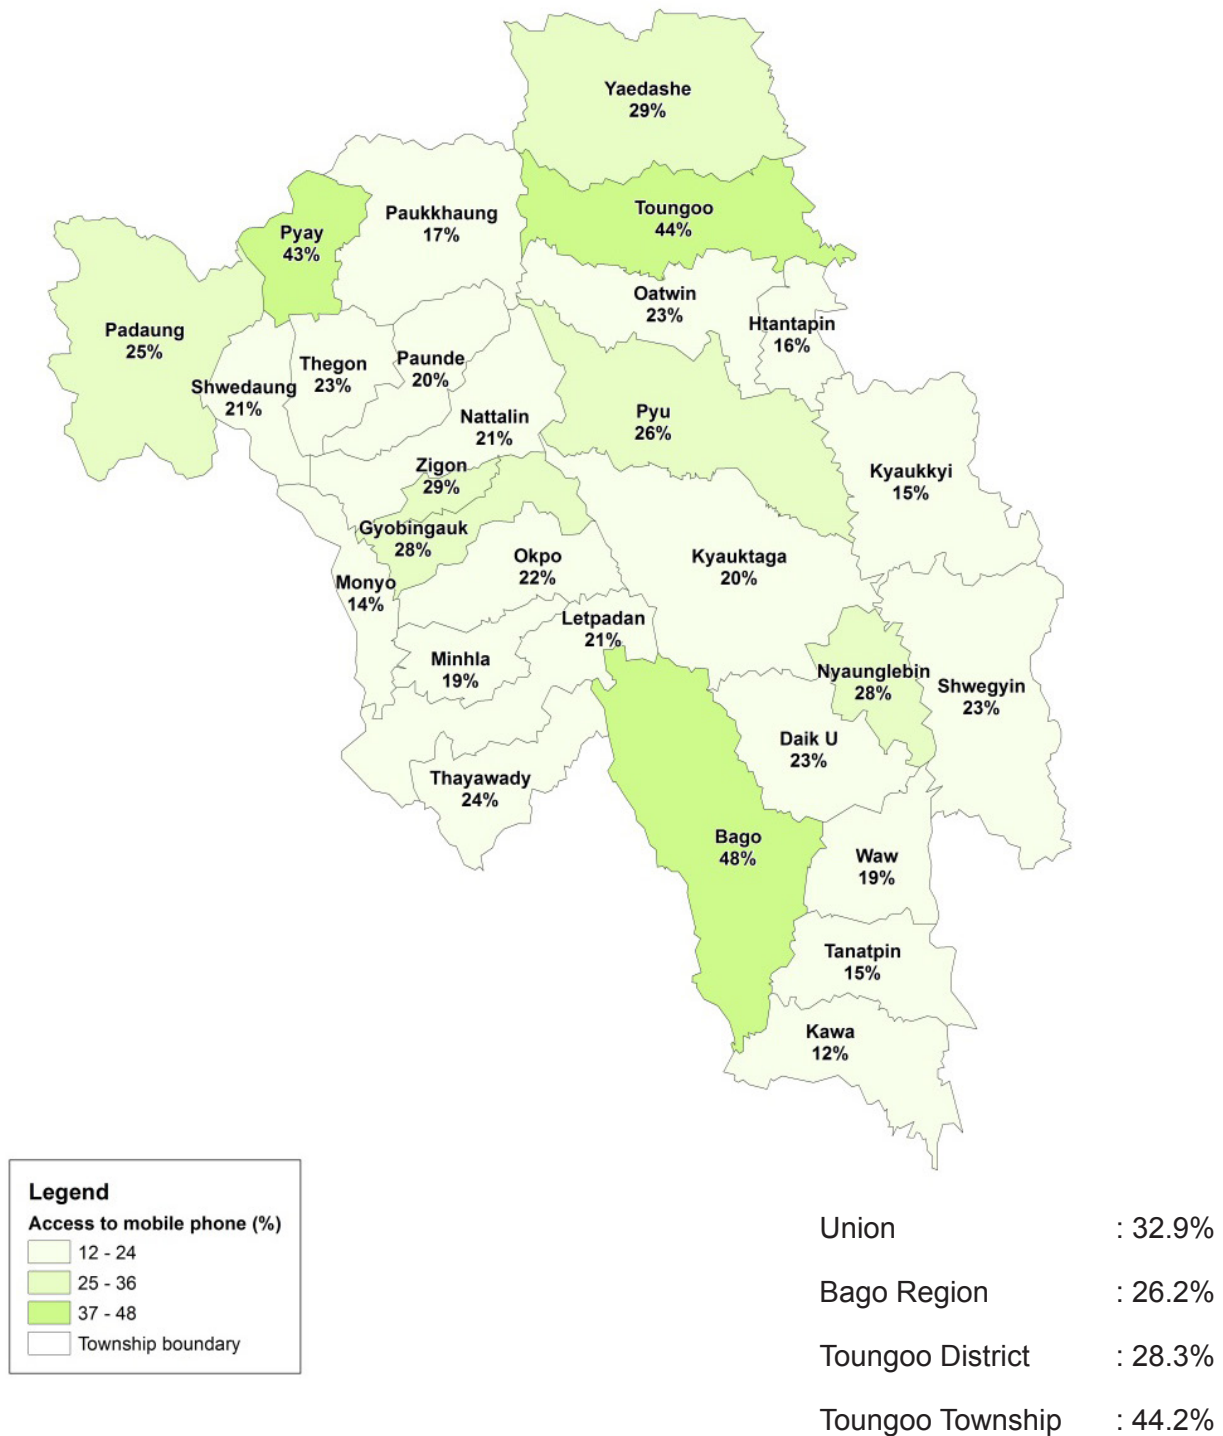 Yaedashe
29%
Toungoo
44%
Paukkhaung
17%
Pyay
43%
Oatwin
23%
Htantapin
16%
Padaung
25%
Shwedaung
21%
Thegon
23%
Paunde
20%
Nattalin
21%
Pyu
26%
Kyaukkyi
15%
Zigon
29%
Gyobingauk
28%
Okpo
22%
Kyauktaga
20%
Monyo
14%
Letpadan
21%
Minhla
19%
Nyaunglebin
28%
Shwegyin
23%
Daik U
23%
Thayawady
24%
Bago
48%
Waw
19%
Tanatpin
15%
Kawa
12%
Legend
Access to mobile phone (%)
12 - 24
25 - 36
37 - 48
Township boundary
Union : 32.9%
Bago Region : 26.2%
Toungoo District : 28.3%
Toungoo Township : 44.2%